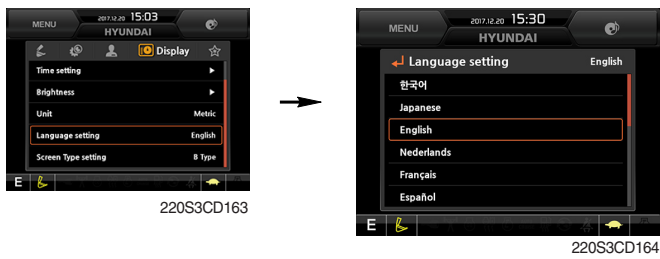 MENU
2017.12.20 15:03
HYUNDAI
Display
Time setting
Brightness
Unit Metric
Language setting English
Screen Type setting B Type
E
220S3CD163
MENU
2017.12.20 15:30
HYUNDAI
Language setting English
한국어
Japanese
English
Nederlands
Français
Español
E
220S3CD164